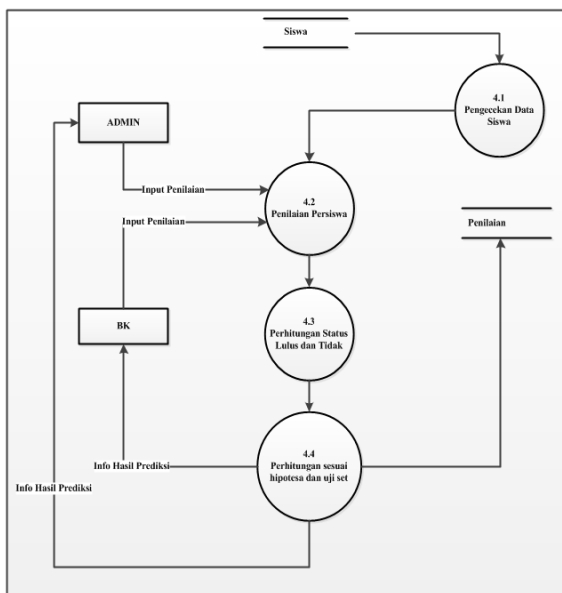 Siswa
4.1
Pengecekan Data
Siswa
ADMIN
Input Penilaian
4.2
Penilaian Persiswa
Input Penilaian
Penilaian
BK
4.3
Perhitungan Status
Lulus dan Tidak
4.4
Perhitungan sesuai
hipotesa dan uji set
Info Hasil Prediksi
Info Hasil Prediksi